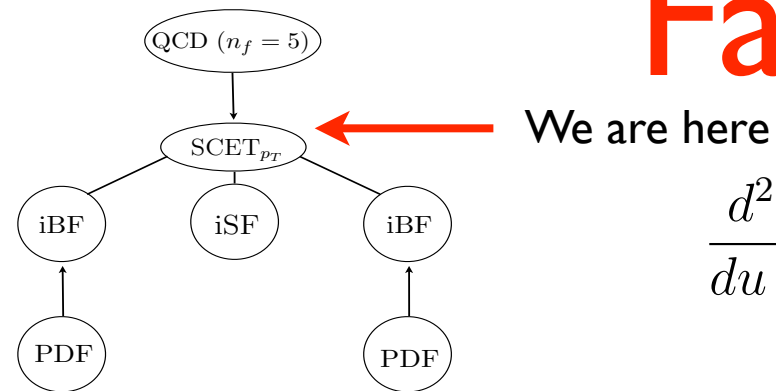 QCD (n_f = 5)
Fa
We are here
SCET_{p_T}
d^2
du
iBF iSF iBF
PDF PDF